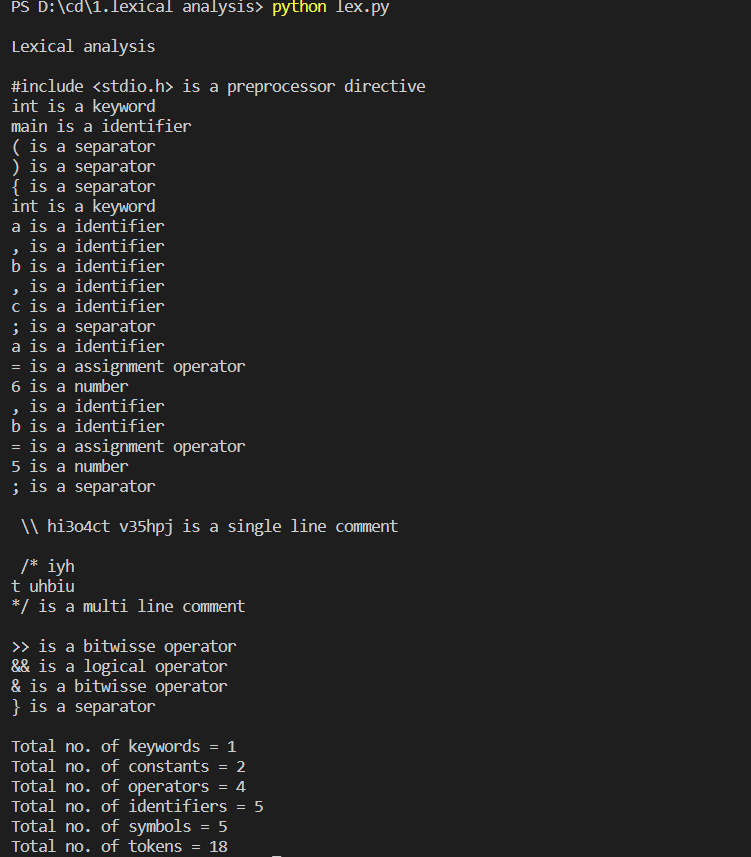 PS D:\cd\1.lexical analysis> python lex.py
Lexical analysis
#include <stdio.h> is a preprocessor directive
int is a keyword
main is a identifier
( is a separator
) is a separator
{ is a separator
int is a keyword
a is a identifier
, is a identifier
b is a identifier
, is a identifier
c is a identifier
; is a separator
a is a identifier
= is a assignment operator
6 is a number
, is a identifier
b is a identifier
= is a assignment operator
5 is a number
; is a separator
\\ hi3o4ct v35hpj is a single line comment
/* iyh
t uhbiu
*/ is a multi line comment
>> is a bitwisse operator
&& is a logical operator
& is a bitwisse operator
} is a separator
Total no. of keywords = 1
Total no. of constants = 2
Total no. of operators = 4
Total no. of identifiers = 5
Total no. of symbols = 5
Total no. of tokens = 18